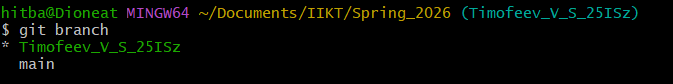 hitba@Dioneat MINGW64 ~/Documents/IIKT/Spring_2026 (Timofeev_V_S_25ISz)
$ git branch
* Timofeev_V_S_25ISz
  main